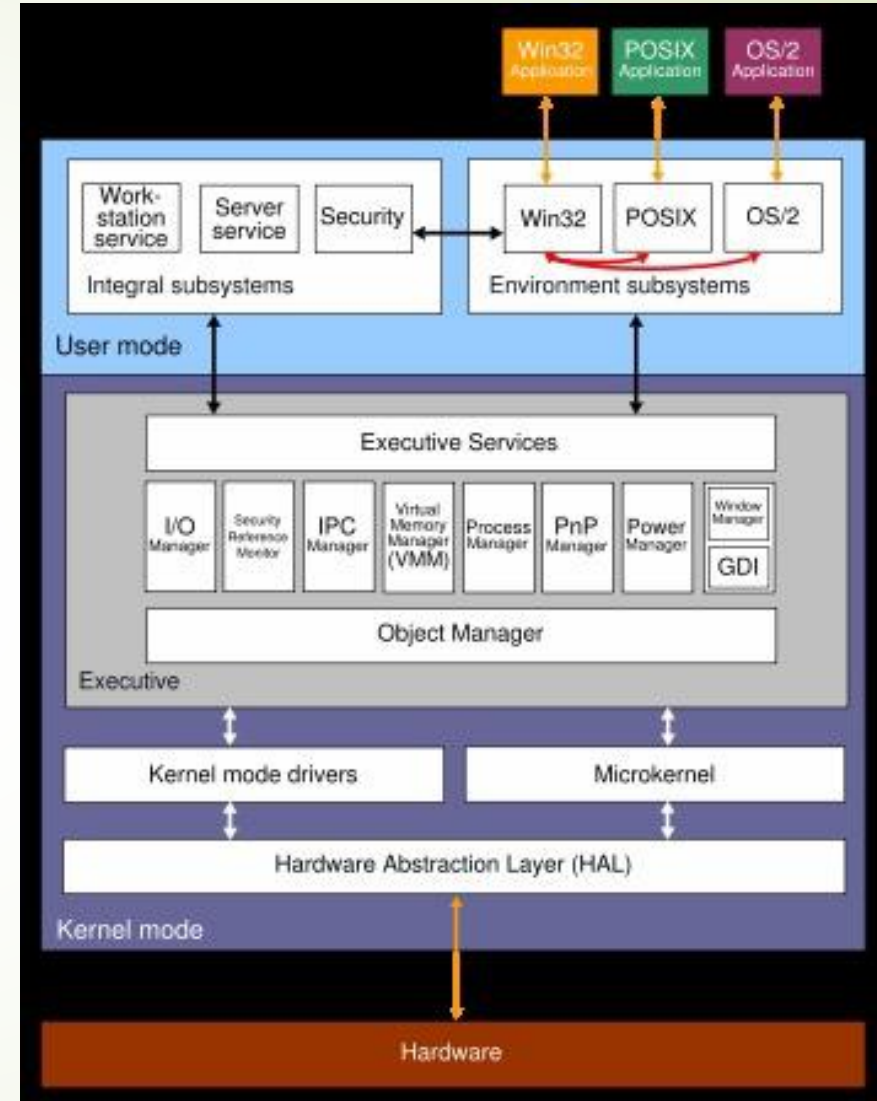 Win32
Application
POSIX
Application
OS/2
Application
Work-
station
service
Server
service
Security
Integral subsystems
Win32
POSIX
OS/2
Environment subsystems
User mode
Executive Services
I/O
Manager
Security
Reference
Monitor
IPC
Manager
Virtual
Memory
Manager
(VMM)
Process
Manager
PnP
Manager
Power
Manager
Window
Manager
GDI
Object Manager
Executive
Kernel mode drivers
Microkernel
Hardware Abstraction Layer (HAL)
Kernel mode
Hardware